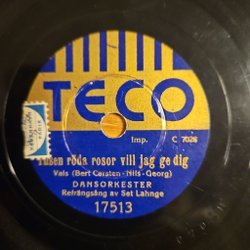 TECO
Imp. C 7028
Tusen röda rosor vill jag ge dig
Vals (Bert Carsten - Nils - Georg)
DANSORKESTER
Refrängsång av Set Lahnge
17513